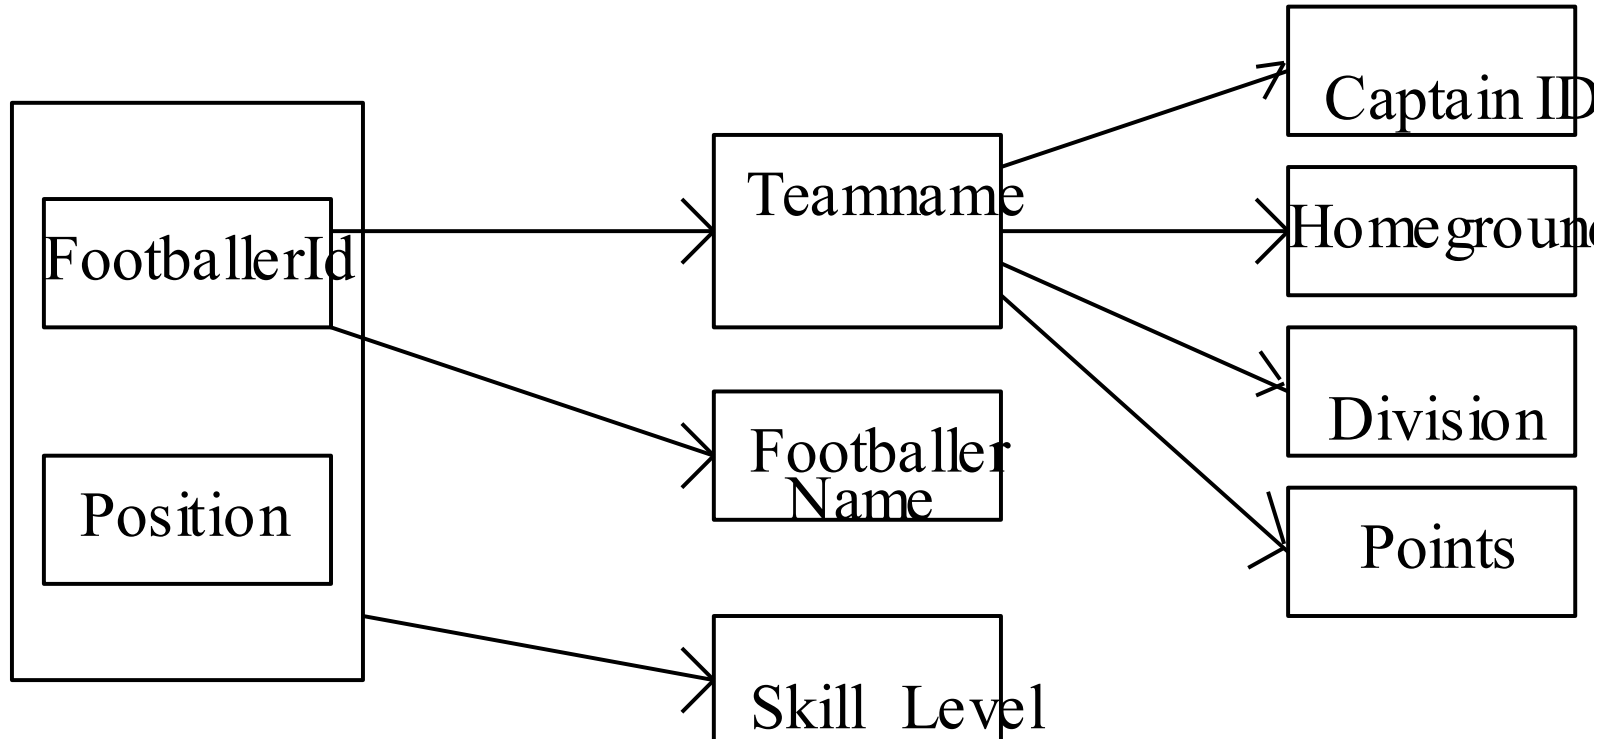 Captain ID
Teamname
Homeground
FootballerId
Division
Footballer
Name
Position
Points
Skill Level